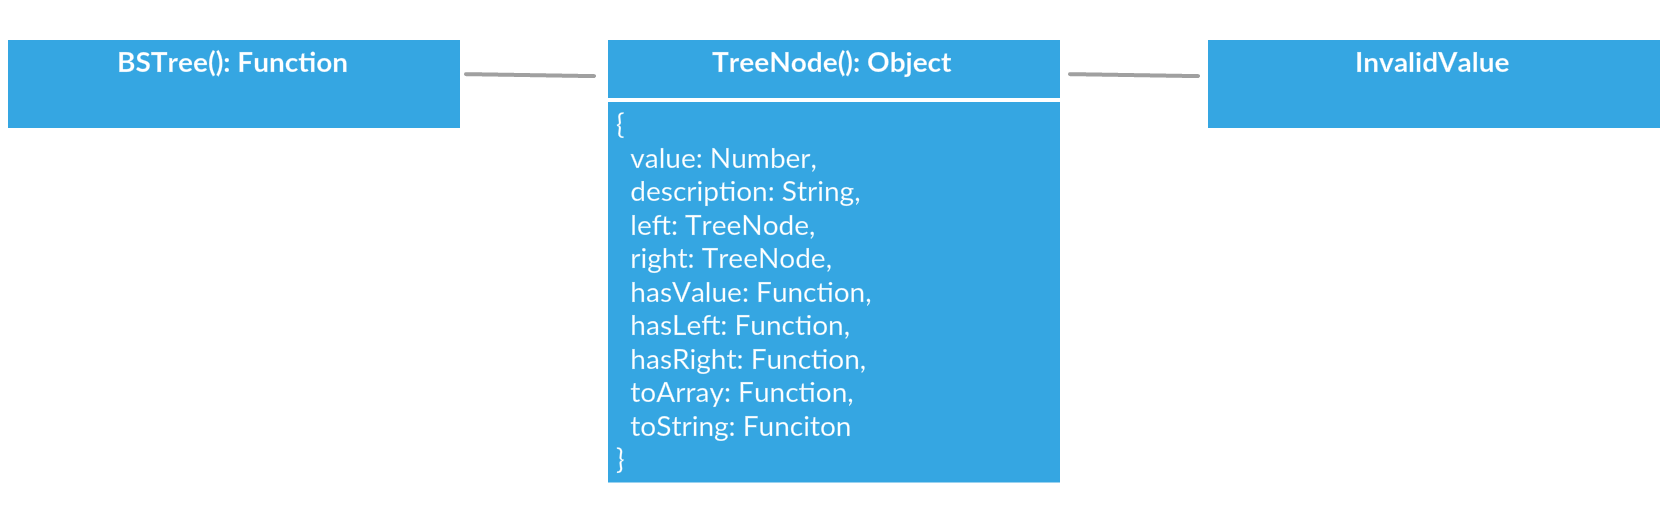 BSTree(): Function
TreeNode(): Object
InvalidValue
{
value: Number,
description: String,
left: TreeNode,
right: TreeNode,
hasValue: Function,
hasLeft: Function,
hasRight: Function,
toArray: Function,
toString: Funciton
}